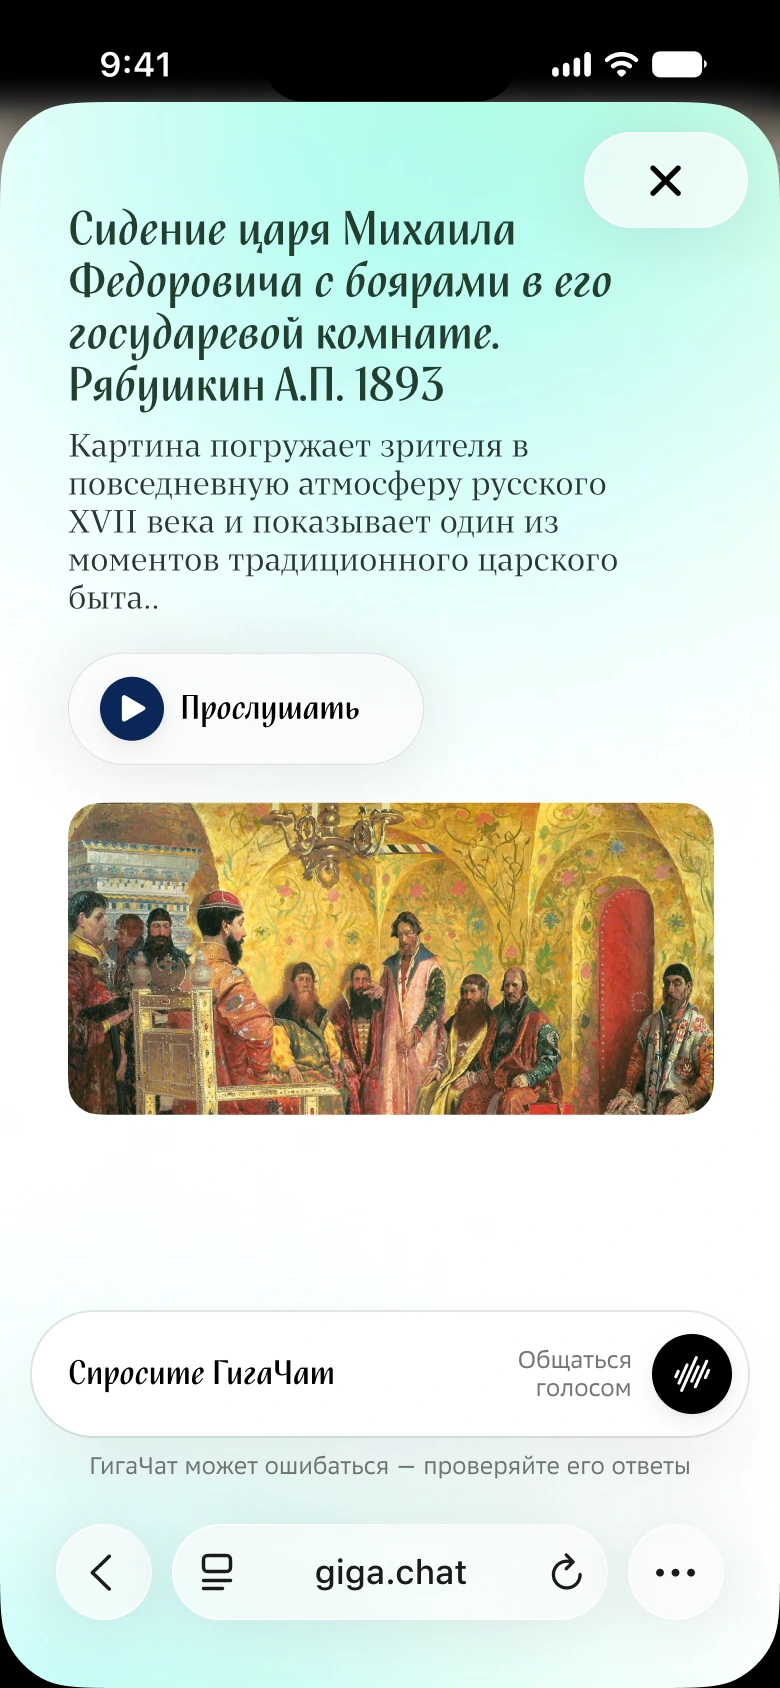 9:41
Сидение царя Михаила
Федоровича с боярами в его
государевой комнате.
Рябушкин А.П. 1893
Картина погружает зрителя в
повседневную атмосферу русского
XVII века и показывает один из
моментов традиционного царского
быта..
Прослушать
Спросите ГигаЧат
Общаться
голосом
ГигаЧат может ошибаться — проверяйте его ответы
giga.chat